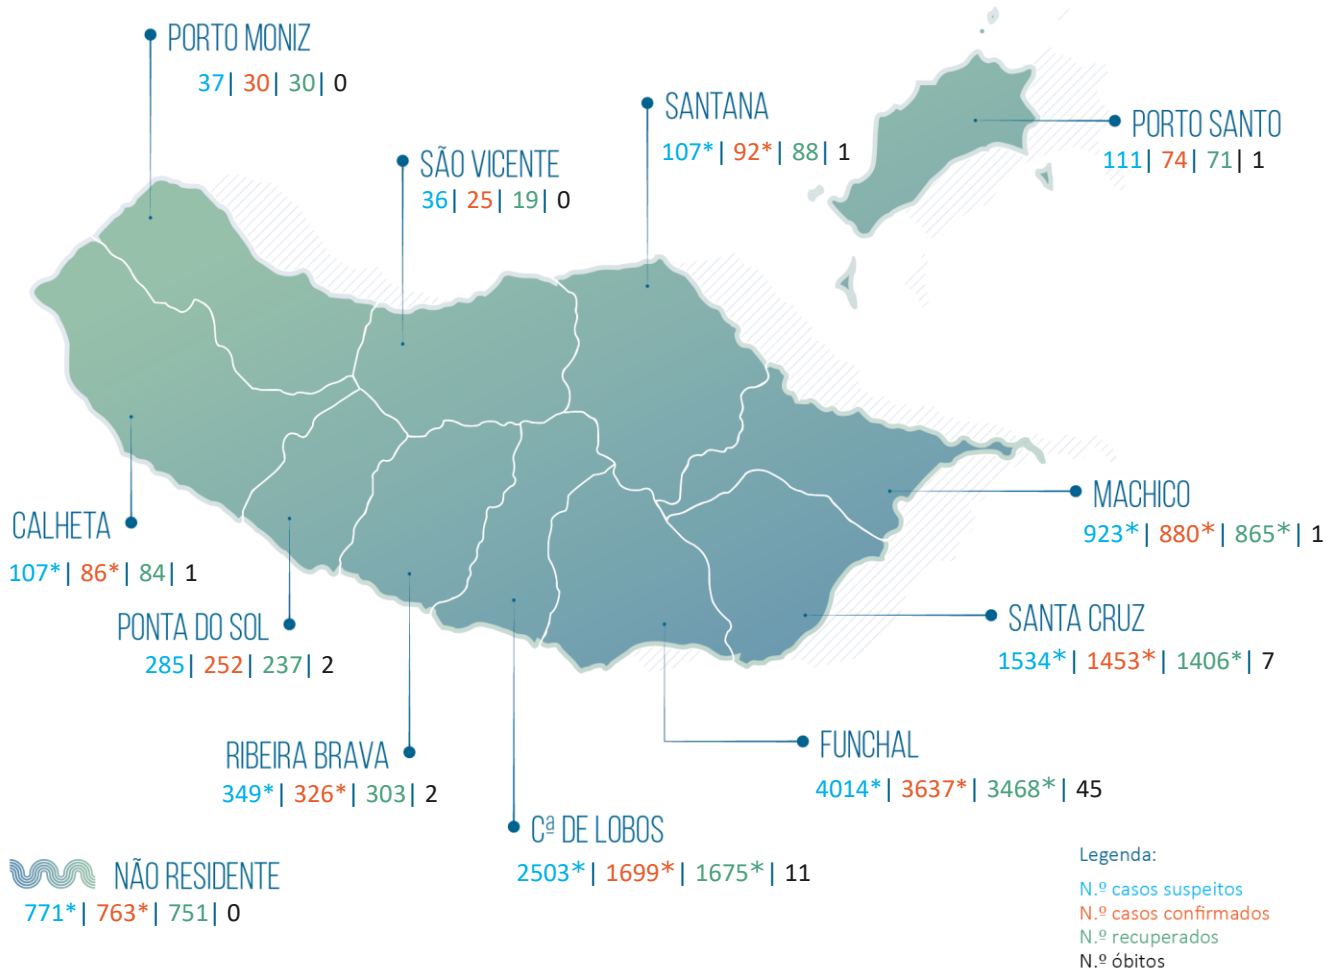 PORTO MONIZ
37| 30| 30| 0
SANTANA
107*| 92*| 88| 1
PORTO SANTO
111| 74| 71| 1
SÃO VICENTE
36| 25| 19| 0
MACHICO
923*| 880*| 865*| 1
CALHETA
107*| 86*| 84| 1
PONTA DO SOL
285| 252| 237| 2
SANTA CRUZ
1534*| 1453*| 1406*| 7
RIBEIRA BRAVA
349*| 326*| 303| 2
FUNCHAL
4014*| 3637*| 3468*| 45
Cª DE LOBOS
2503*| 1699*| 1675*| 11
NÃO RESIDENTE
771*| 763*| 751| 0
Legenda:
N.º casos suspeitos
N.º casos confirmados
N.º recuperados
N.º óbitos